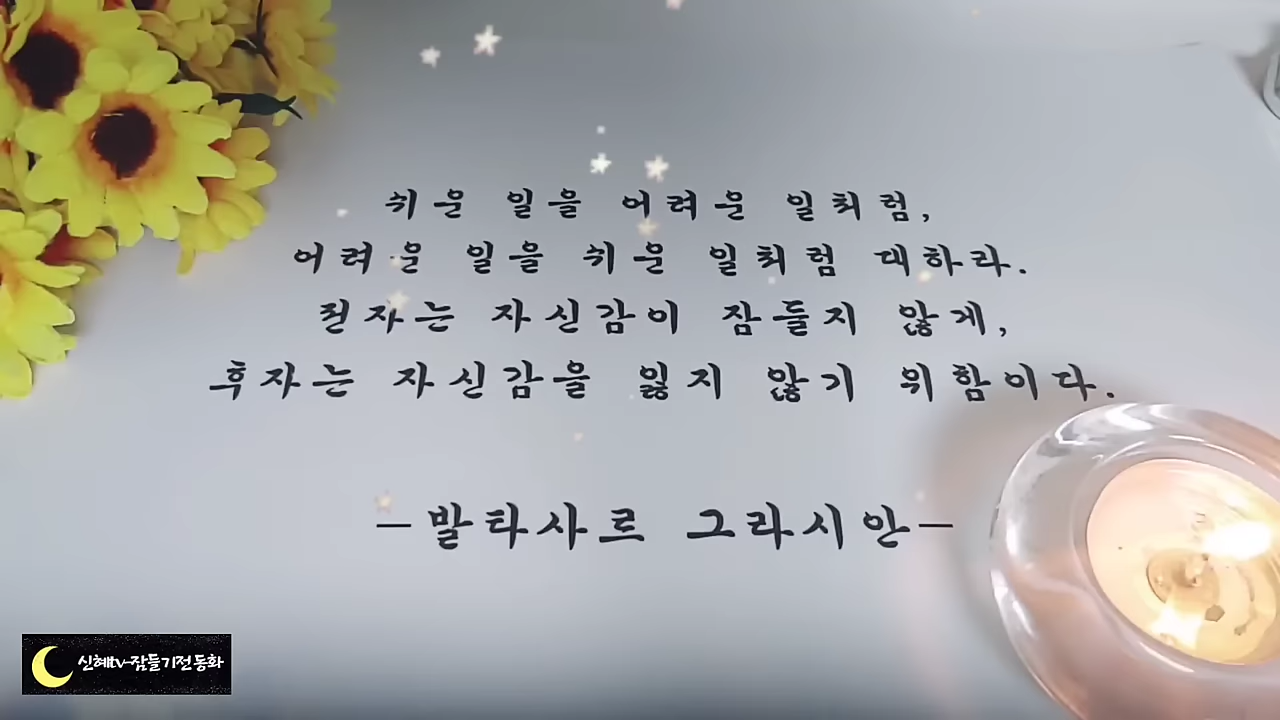 쉬운 일을 어려운 일처럼,
어려운 일을 쉬운 일처럼 대하라.
전자는 자신감이 잠들지 않게,
후자는 자신감을 잃지 않기 위함이다.
-발타사르 그라시안-
신혜tv-잠들기전동화